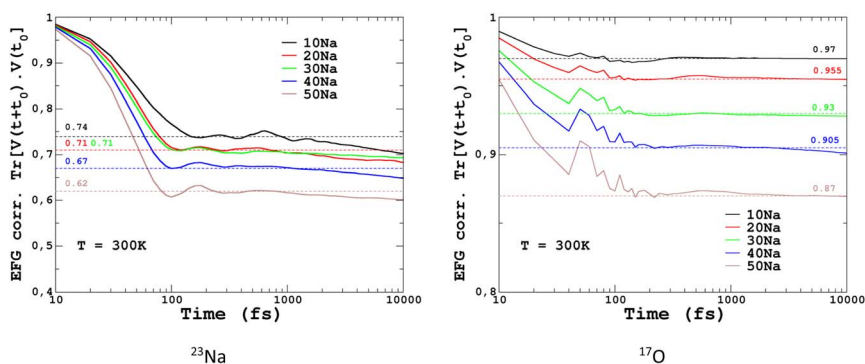 1
0,9
0,8
0,7
0,6
0,5
0,4
10
100
1000
10000
EFG corr. Tr[V(t+t0).V(t0]
Time (fs)
10Na
20Na
30Na
40Na
50Na
0.74
0.71 0.71
0.67
0.62
T = 300K
23Na
1
0,9
0,8
10
100
1000
10000
EFG corr. Tr[V(t+t0).V(t0]
Time (fs)
0.97
0.955
0.93
0.905
0.87
10Na
20Na
30Na
40Na
50Na
T = 300K
17O